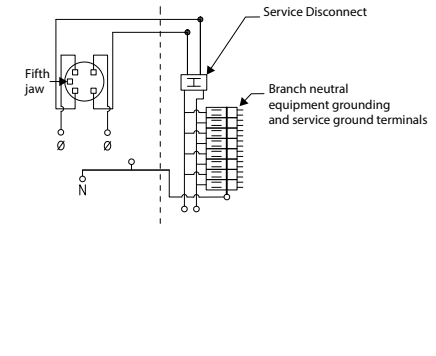 Service Disconnect
Fifth
jaw
Branch neutral
equipment grounding
and service ground terminals
Ø Ø
N